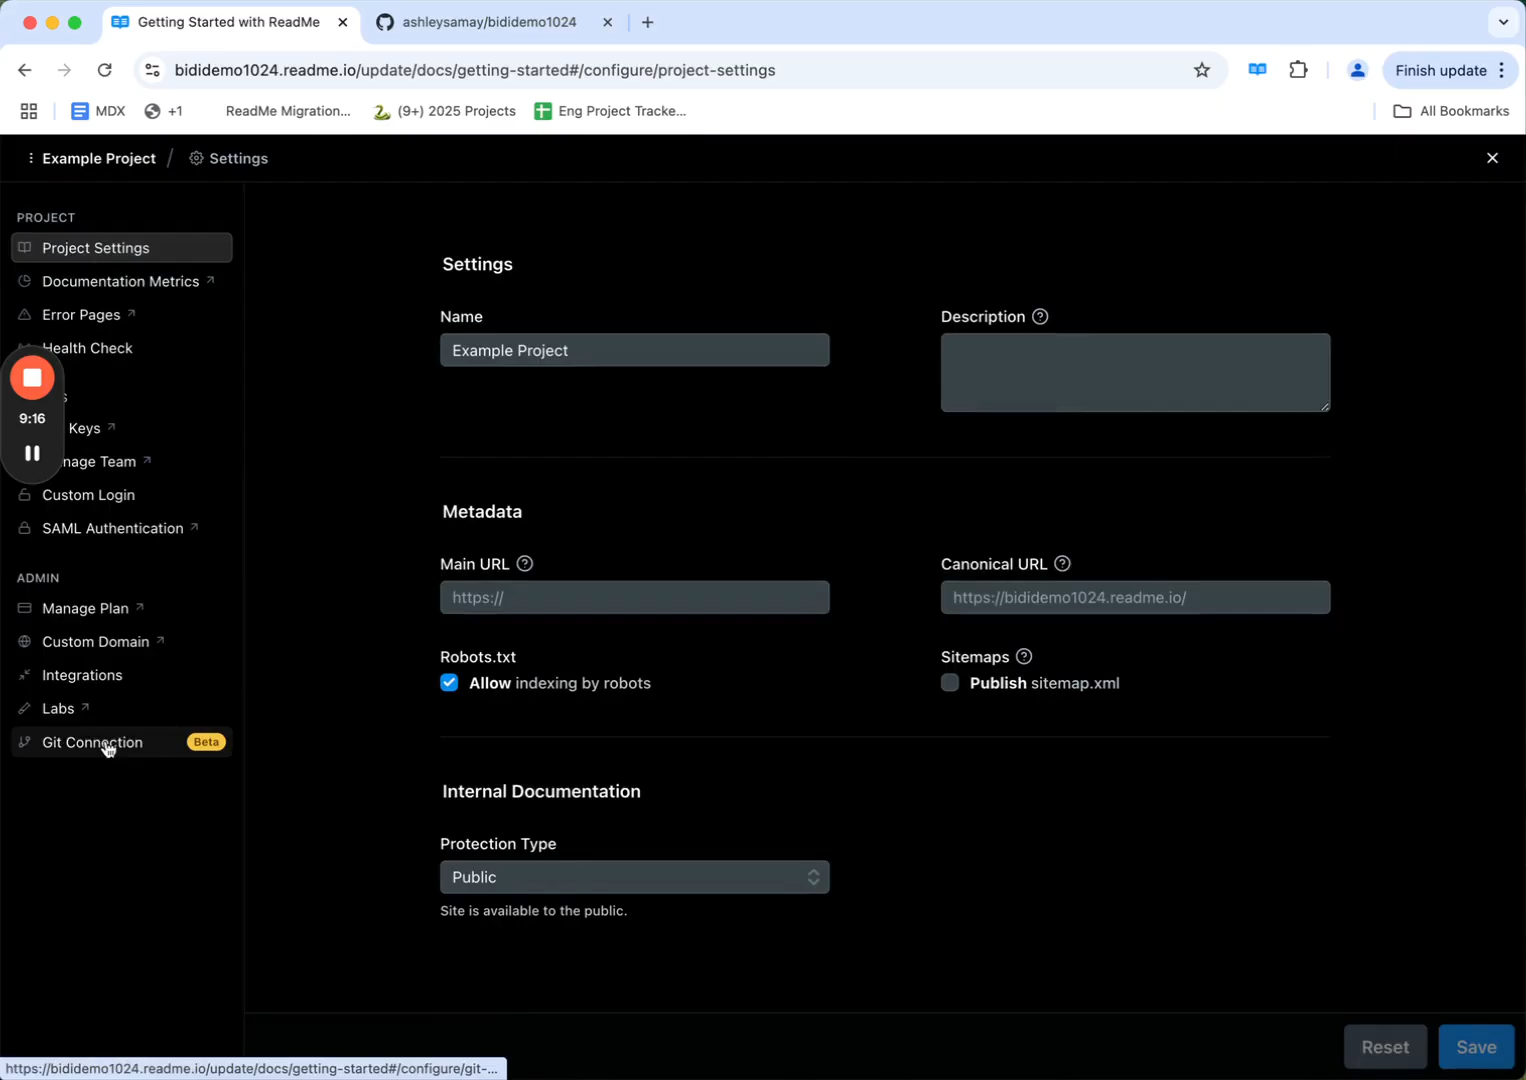 Getting Started with ReadMe
ashleysamay/bididemo1024
bididemo1024.readme.io/update/docs/getting-started#/configure/project-settings
Finish update
MDX
+1
ReadMe Migration...
(9+) 2025 Projects
Eng Project Tracke...
All Bookmarks
Example Project / Settings
PROJECT
Project Settings
Documentation Metrics
Error Pages
Health Check
9:16
Keys
nage Team
Custom Login
SAML Authentication
ADMIN
Manage Plan
Custom Domain
Integrations
Labs
Git Connection
Beta
Settings
Name
Description
Example Project
Metadata
Main URL
Canonical URL
https://
https://bididemo1024.readme.io/
Robots.txt
Sitemaps
Allow indexing by robots
Publish sitemap.xml
Internal Documentation
Protection Type
Public
Site is available to the public.
Reset
Save
https://bididemo1024.readme.io/update/docs/getting-started#/configure/git-...